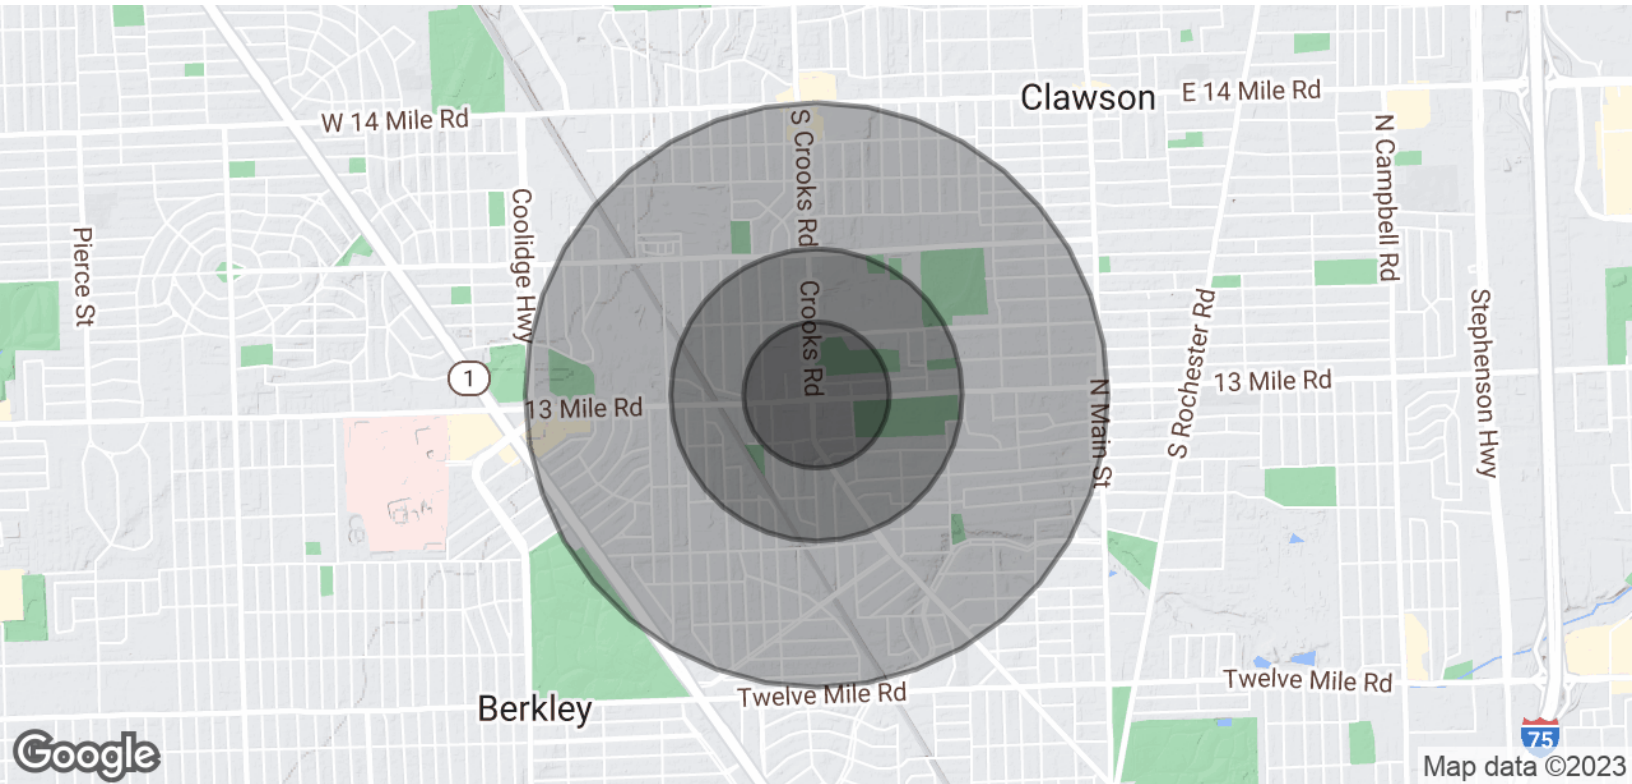 Clawson
E 14 Mile Rd
W 14 Mile Rd
S Crooks Rd
N Campbell Rd
Coolidge Hwy
Pierce St
Crooks Rd
S Rochester Rd
Stephenson Hwy
1
13 Mile Rd
13 Mile Rd
N Main St
Twelve Mile Rd
Twelve Mile Rd
Berkley
75
Google
Map data ©2023